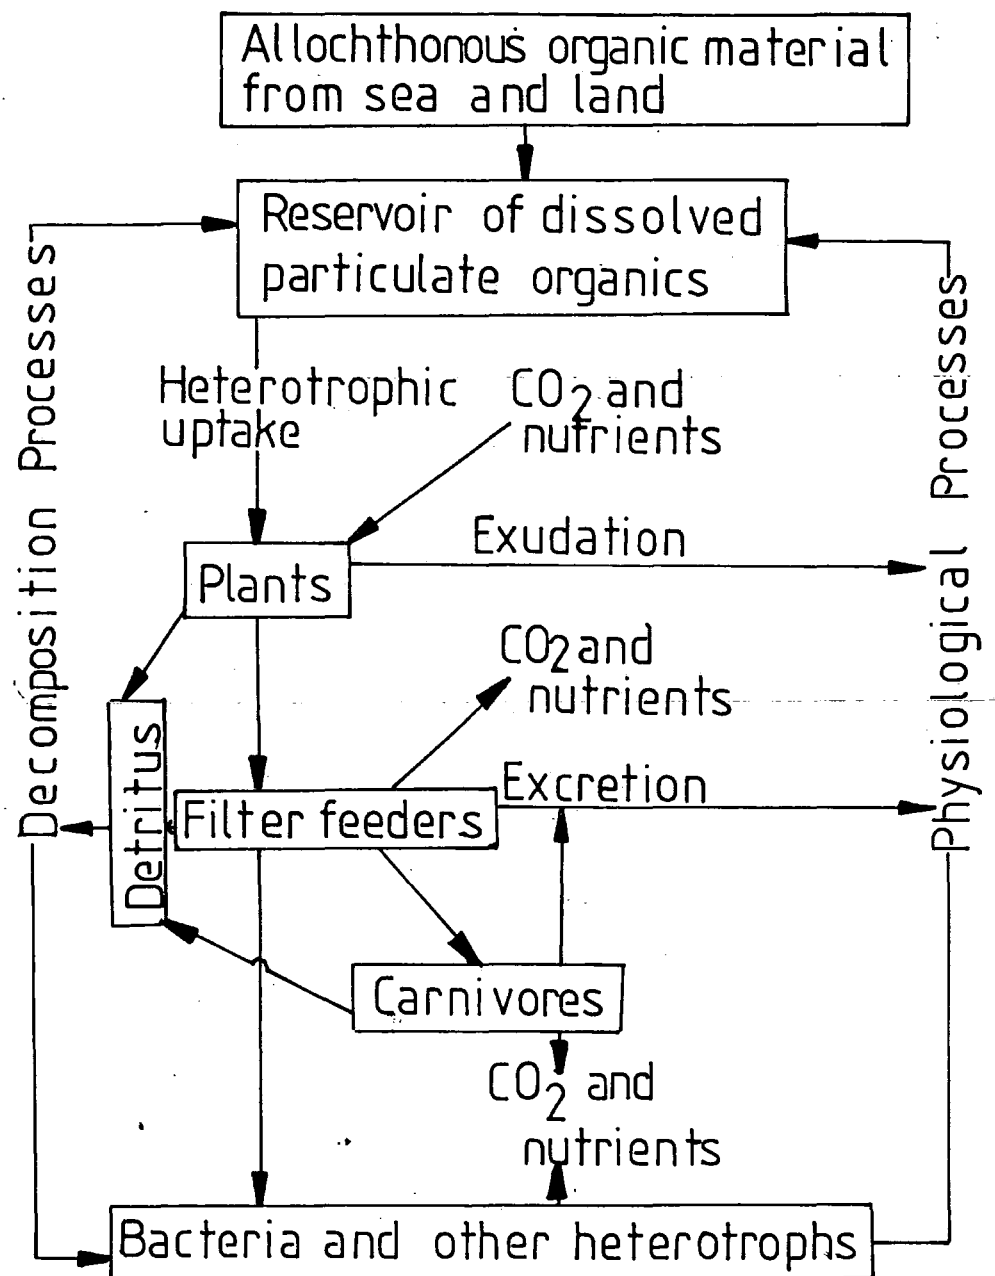 Allochthonous organic material
from sea and land
Reservoir of dissolved
particulate organics
Decomposition Processes
Physiological Processes
Heterotrophic
uptake
CO2 and
nutrients
Exudation
Plants
CO2 and
nutrients
Detritus
Excretion
Filter feeders
Carnivores
CO2 and
nutrients
Bacteria and other heterotrophs